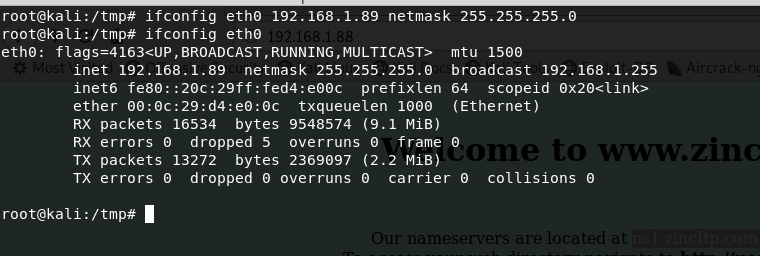 root@kali:/tmp# ifconfig eth0 192.168.1.89 netmask 255.255.255.0
root@kali:/tmp# ifconfig eth0
192.168.1.88
eth0: flags=4163<UP,BROADCAST,RUNNING,MULTICAST>  mtu 1500
Most
Aircrack-n
        inet 192.168.1.89  netmask 255.255.255.0  broadcast 192.168.1.255
        inet6 fe80::20c:29ff:fed4:e00c  prefixlen 64  scopeid 0x20<link>
        ether 00:0c:29:d4:e0:0c  txqueuelen 1000  (Ethernet)
        RX packets 16534  bytes 9548574 (9.1 MiB)
        RX errors 0  dropped 5  overruns 0  frame 0
Welcome to www.zinc
        TX packets 13272  bytes 2369097 (2.2 MiB)
        TX errors 0  dropped 0 overruns 0  carrier 0  collisions 0
root@kali:/tmp#
Our nameservers are located at ns1.zincftp.com